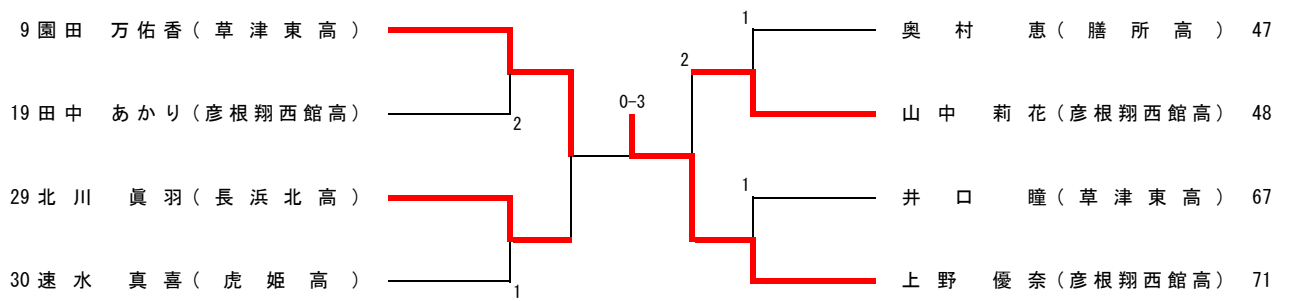 9 園田 万佑香 (草津東高)
19 田中 あかり (彦根翔西館高)
29 北川 眞羽 (長浜北高)
30 速水 真喜 (虎姫高)
2
1
0-3
1
2
1
奥村 恵 (膳所高) 47
山中 莉花 (彦根翔西館高) 48
井口 瞳 (草津東高) 67
上野 優奈 (彦根翔西館高) 71